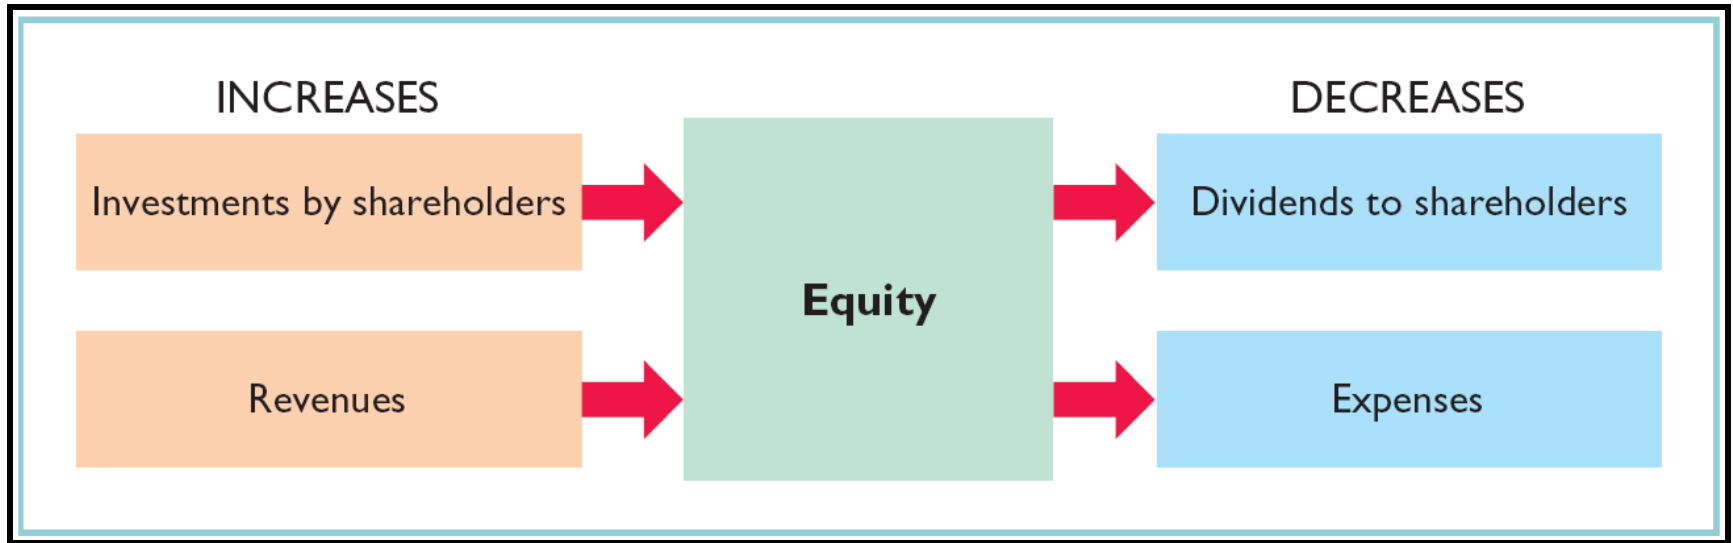 INCREASES
DECREASES
Investments by shareholders
Dividends to shareholders
Equity
Revenues
Expenses